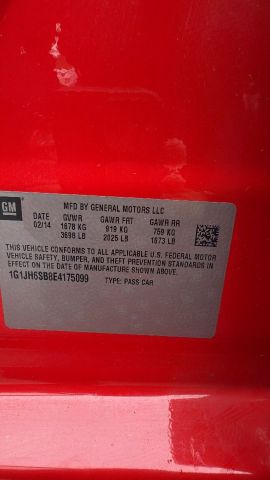 GM
MFD BY GENERAL MOTORS LLC
DATE GVWR GAWR FRT GAWR RR
02/14 1678 KG 919 KG 759 KG
3698 LB 2025 LB 1673 LB
THIS VEHICLE CONFORMS TO ALL APPLICABLE U.S. FEDERAL
VEHICLE SAFETY, BUMPER, AND THEFT PREVENTION STANDARDS IN
EFFECT ON THE DATE OF MANUFACTURE SHOWN ABOVE.
1G1JH6SB8E4175099 TYPE: PASS CAR